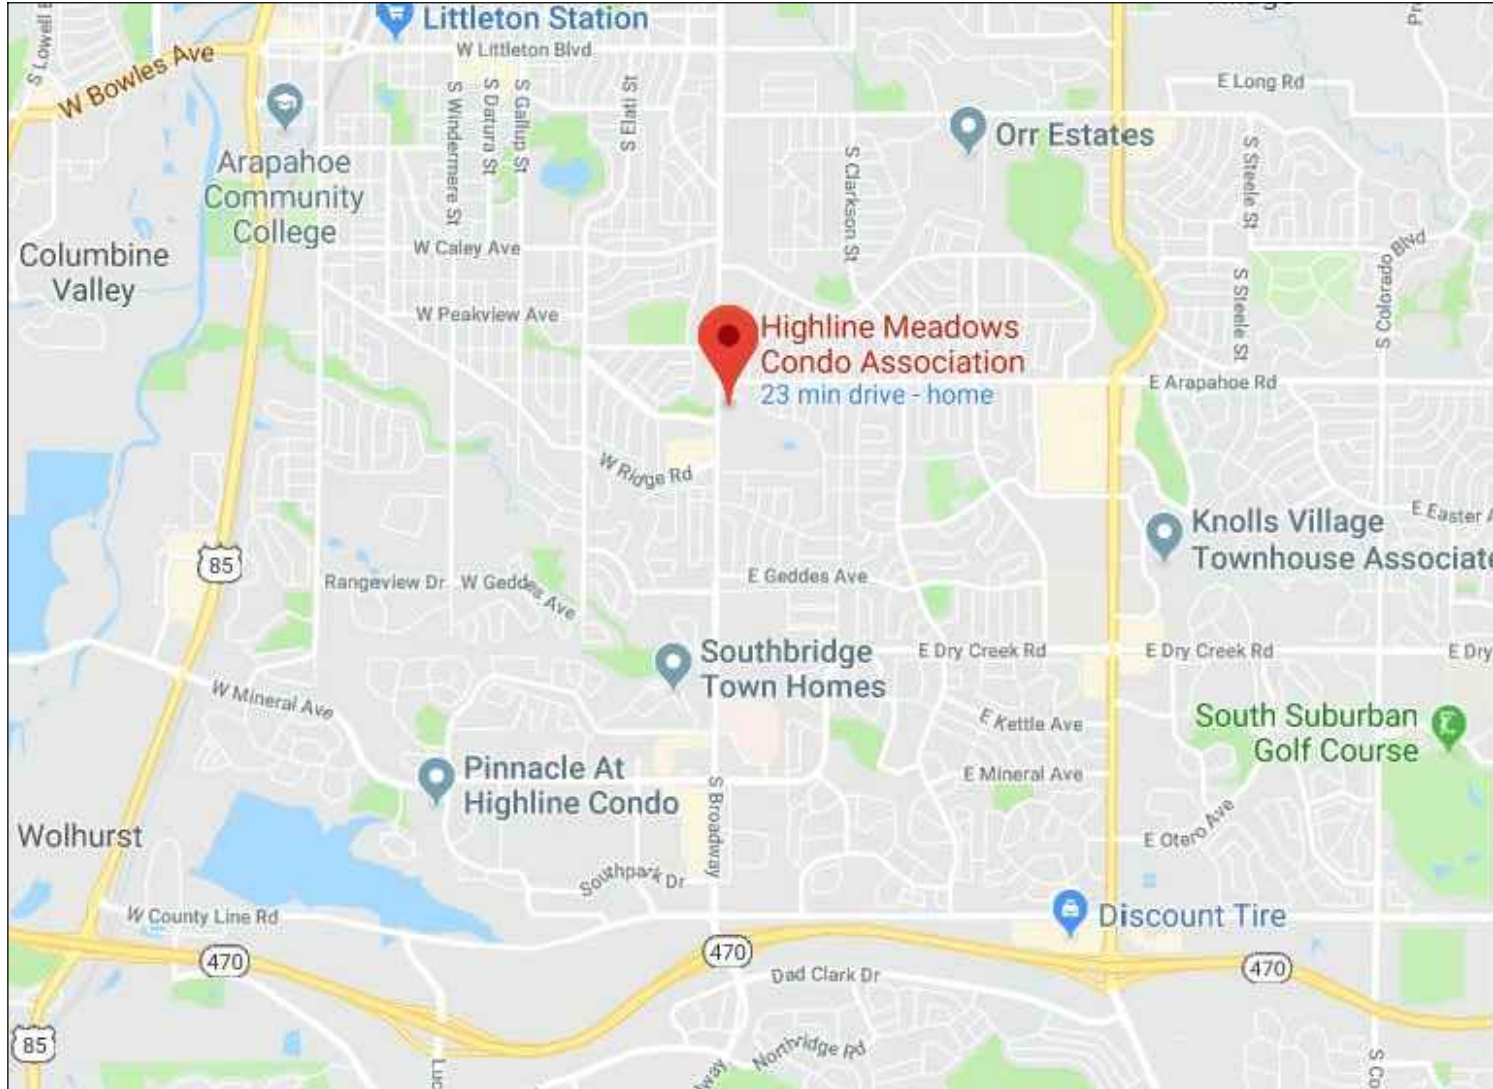 Littleton Station
W Littleton Blvd
S Lowell B
W Bowles Ave
E Long Rd
S Windermere St
S Datura St
S Gallup St
S Elati St
Orr Estates
S Clarkson St
S Steele St
Arapahoe
Community
College
Columbine
Valley
W Caley Ave
S Colorado Blvd
S Steele St
W Peakview Ave
Highline Meadows
Condo Association
23 min drive - home
E Arapahoe Rd
W Ridge Rd
Knolls Village
Townhouse Associate
E Easter A
85
Rangeview Dr
W Geddes Ave
E Geddes Ave
Southbridge
Town Homes
E Dry Creek Rd
E Dry Creek Rd
E Dry
W Mineral Ave
E Kettle Ave
South Suburban
Golf Course
Pinnacle At
Highline Condo
E Mineral Ave
S Broadway
Wolhurst
E Otero Ave
Southpark Dr
W County Line Rd
Discount Tire
470
470
470
Dad Clark Dr
85
Northridge Rd
Luc
way
S Co